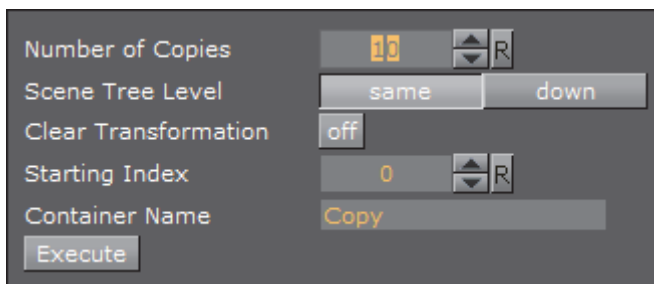 Number of Copies 10 R
Scene Tree Level same down
Clear Transformation off
Starting Index 0 R
Container Name Copy
Execute